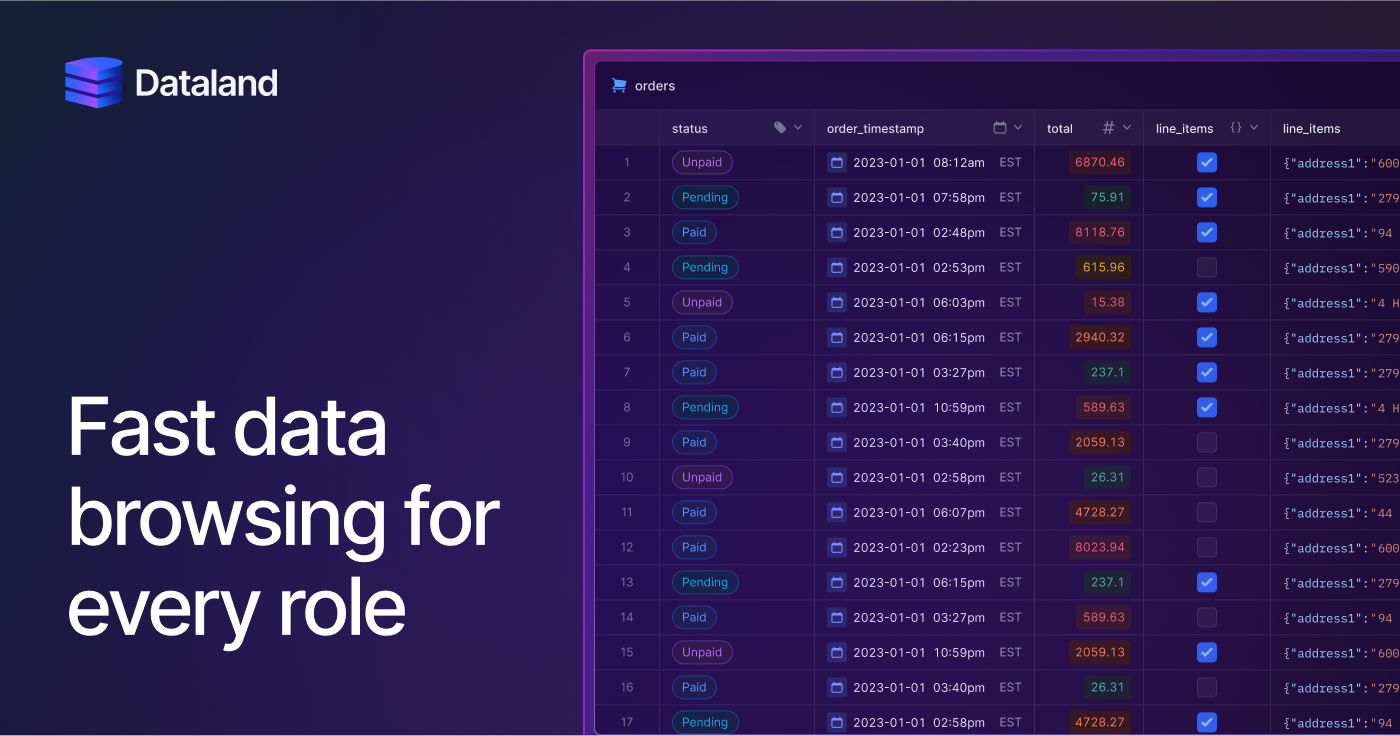 Dataland
Fast data
browsing for
every role
orders
status order_timestamp total # line_items {} line_items
1 Unpaid 2023-01-01 08:12am EST 6870.46 {"address1":"600
2 Pending 2023-01-01 07:58pm EST 75.91 {"address1":"279
3 Paid 2023-01-01 02:48pm EST 8118.76 {"address1":"94
4 Pending 2023-01-01 02:53pm EST 615.96 {"address1":"590
5 Unpaid 2023-01-01 06:03pm EST 15.38 {"address1":"4 H
6 Paid 2023-01-01 06:15pm EST 2940.32 {"address1":"279
7 Paid 2023-01-01 03:27pm EST 237.1 {"address1":"279
8 Pending 2023-01-01 10:59pm EST 589.63 {"address1":"4 H
9 Paid 2023-01-01 03:40pm EST 2059.13 {"address1":"279
10 Unpaid 2023-01-01 02:58pm EST 26.31 {"address1":"523
11 Paid 2023-01-01 06:07pm EST 4728.27 {"address1":"44
12 Paid 2023-01-01 02:23pm EST 8023.94 {"address1":"600
13 Pending 2023-01-01 06:15pm EST 237.1 {"address1":"279
14 Paid 2023-01-01 03:27pm EST 589.63 {"address1":"94
15 Unpaid 2023-01-01 10:59pm EST 2059.13 {"address1":"600
16 Paid 2023-01-01 03:40pm EST 26.31 {"address1":"279
17 Pending 2023-01-01 02:58pm EST 4728.27 {"address1":"94